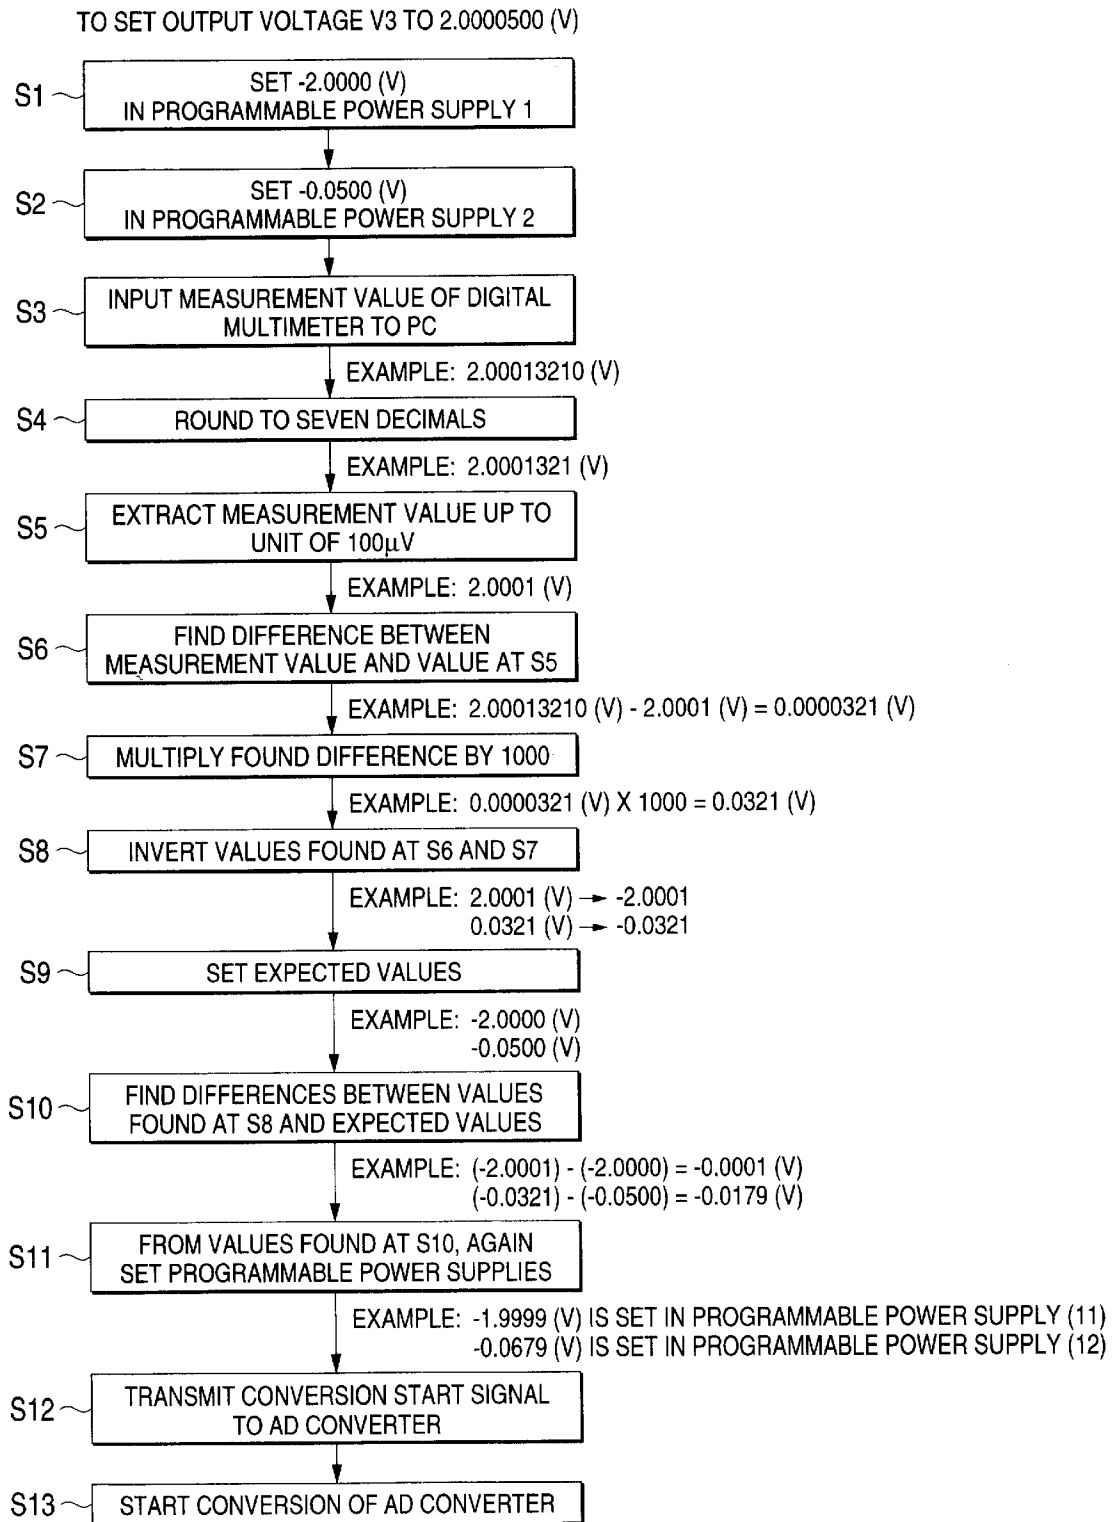 TO SET OUTPUT VOLTAGE V3 TO 2.0000500 (V)
S1
SET -2.0000 (V)
IN PROGRAMMABLE POWER SUPPLY 1
S2
SET -0.0500 (V)
IN PROGRAMMABLE POWER SUPPLY 2
S3
INPUT MEASUREMENT VALUE OF DIGITAL
MULTIMETER TO PC
EXAMPLE: 2.00013210 (V)
S4
ROUND TO SEVEN DECIMALS
EXAMPLE: 2.0001321 (V)
S5
EXTRACT MEASUREMENT VALUE UP TO
UNIT OF 100μV
EXAMPLE: 2.0001 (V)
S6
FIND DIFFERENCE BETWEEN
MEASUREMENT VALUE AND VALUE AT S5
EXAMPLE: 2.00013210 (V) - 2.0001 (V) = 0.0000321 (V)
S7
MULTIPLY FOUND DIFFERENCE BY 1000
EXAMPLE: 0.0000321 (V) X 1000 = 0.0321 (V)
S8
INVERT VALUES FOUND AT S6 AND S7
EXAMPLE: 2.0001 (V) → -2.0001
0.0321 (V) → -0.0321
S9
SET EXPECTED VALUES
EXAMPLE: -2.0000 (V)
-0.0500 (V)
S10
FIND DIFFERENCES BETWEEN VALUES
FOUND AT S8 AND EXPECTED VALUES
EXAMPLE: (-2.0001) - (-2.0000) = -0.0001 (V)
(-0.0321) - (-0.0500) = -0.0179 (V)
S11
FROM VALUES FOUND AT S10, AGAIN
SET PROGRAMMABLE POWER SUPPLIES
EXAMPLE: -1.9999 (V) IS SET IN PROGRAMMABLE POWER SUPPLY (11)
-0.0679 (V) IS SET IN PROGRAMMABLE POWER SUPPLY (12)
S12
TRANSMIT CONVERSION START SIGNAL
TO AD CONVERTER
S13
START CONVERSION OF AD CONVERTER